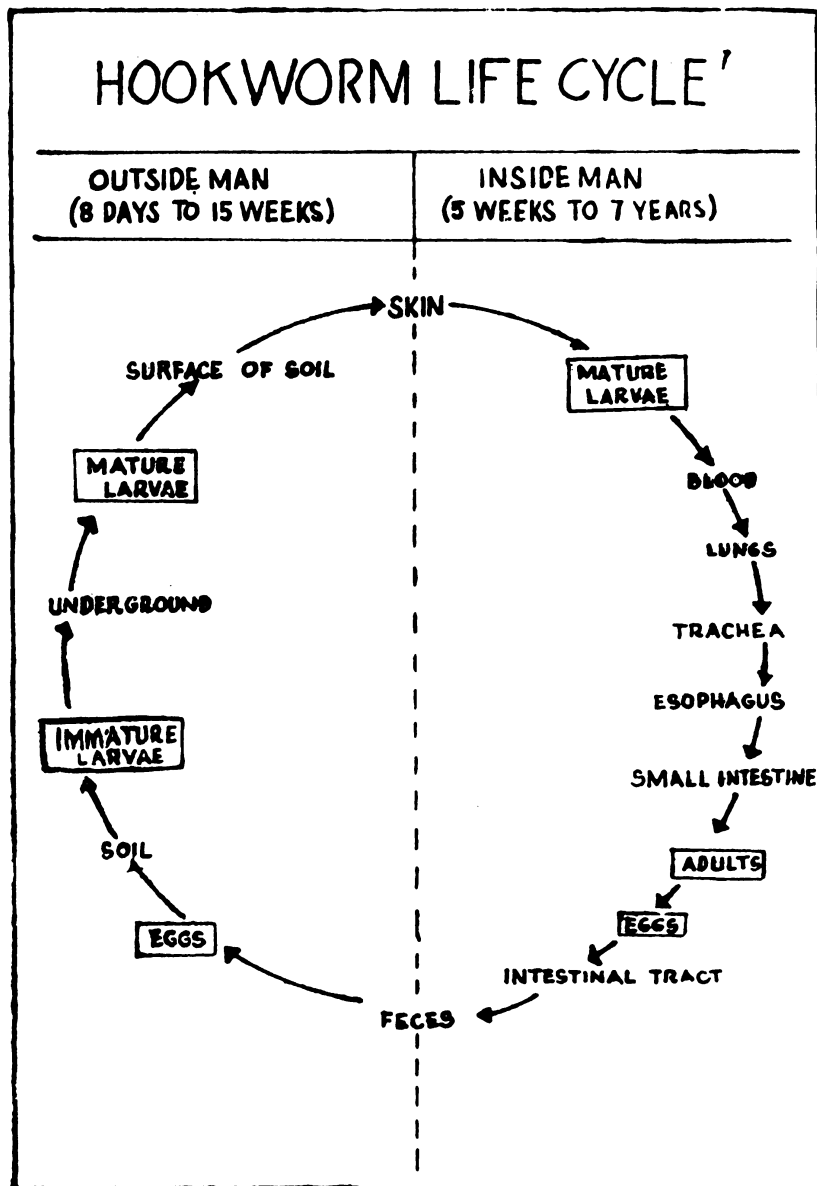 HOOKWORM LIFE CYCLE'
OUTSIDE MAN
(8 DAYS TO 15 WEEKS)
INSIDE MAN
(5 WEEKS TO 7 YEARS)
SKIN
MATURE
LARVAE
BLOOD
LUNGS
TRACHEA
ESOPHAGUS
SMALL INTESTINE
ADULTS
EGGS
INTESTINAL TRACT
FECES
EGGS
SOIL
IMMATURE
LARVAE
UNDERGROUND
MATURE
LARVAE
SURFACE OF SOIL